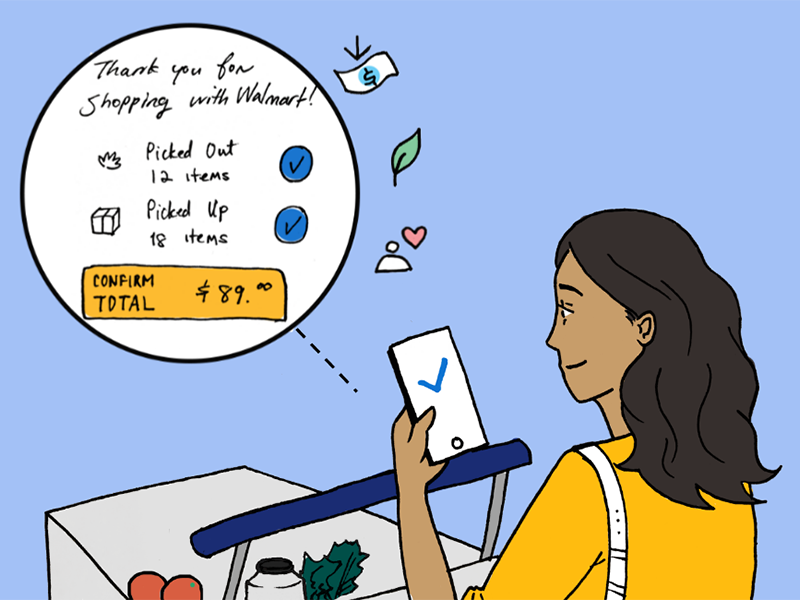 Thank you for
Shopping with Walmart!
Picked Out
12 items
Picked Up
18 items
CONFIRM
TOTAL
$89.00
$